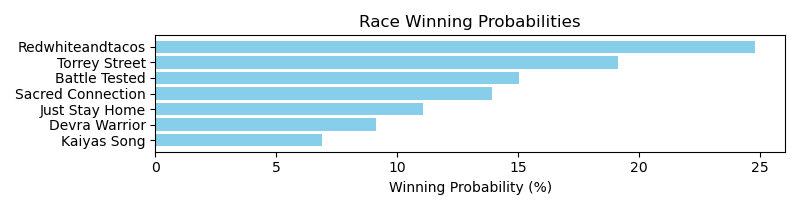 Race Winning Probabilities
Redwhiteandtacos
Torrey Street
Battle Tested
Sacred Connection
Just Stay Home
Devra Warrior
Kaiyas Song
0 5 10 15 20 25
Winning Probability (%)